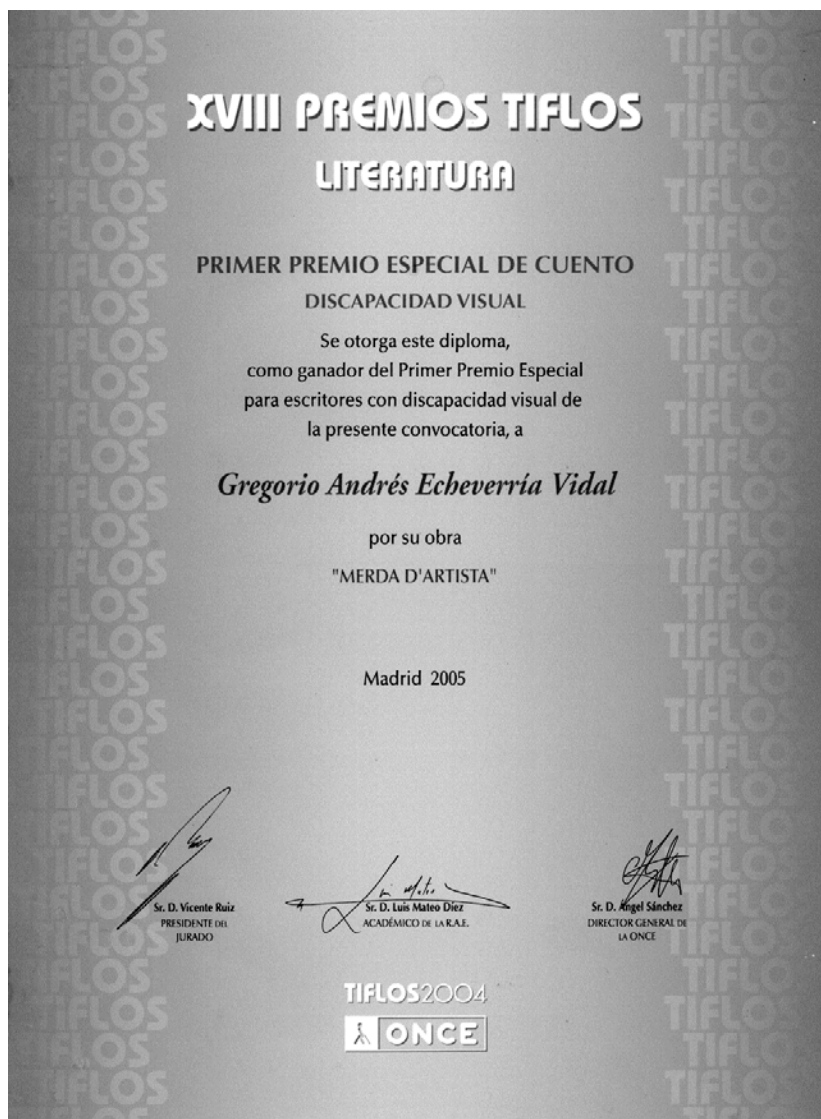 XVIII PREMIOS TIFLOS
LITERATURA
PRIMER PREMIO ESPECIAL DE CUENTO
DISCAPACIDAD VISUAL
Se otorga este diploma,
como ganador del Primer Premio Especial
para escritores con discapacidad visual de
la presente convocatoria, a
Gregorio Andrés Echeverría Vidal
por su obra
"MERDA D'ARTISTA"
Madrid 2005
Sr. D. Vicente Ruiz
PRESIDENTE DEL
JURADO
Sr. D. Luis Mateo Díez
ACADÉMICO DE LA R.A.E.
Sr. D. Ángel Sánchez
DIRECTOR GENERAL DE
LA ONCE
TIFLOS2004
ONCE